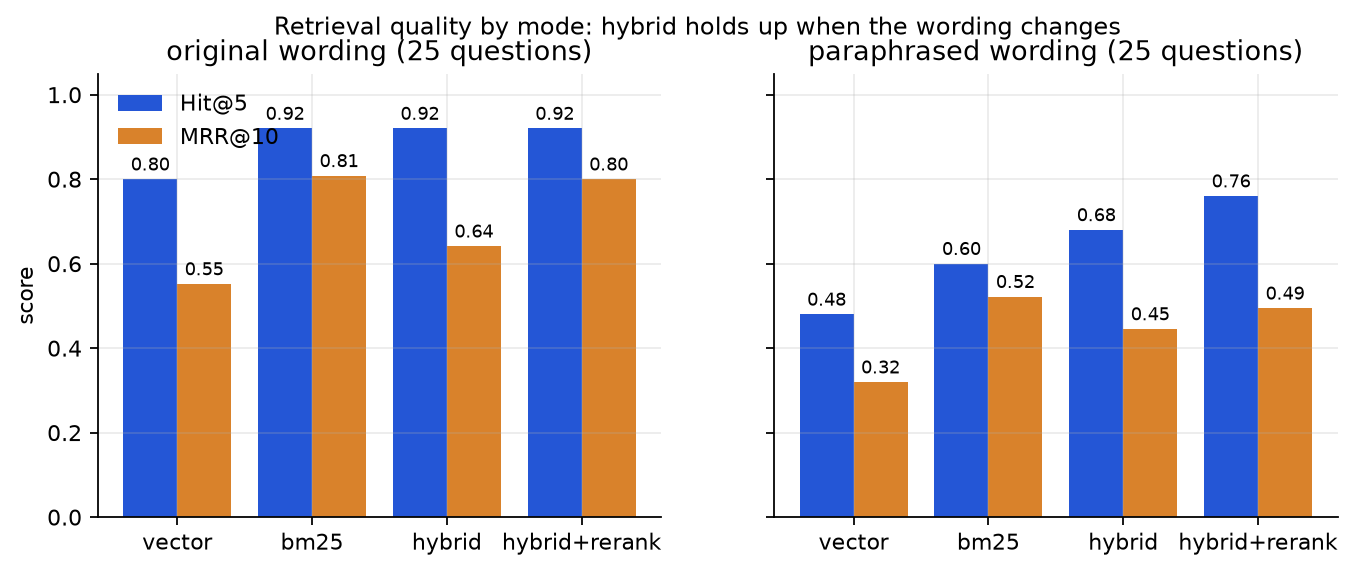 Retrieval quality by mode: hybrid holds up when the wording changes
original wording (25 questions)
1.0
0.8
0.6
0.4
0.2
0.0
score
Hit@5
MRR@10
0.80
0.55
0.92
0.81
0.92
0.64
0.92
0.80
vector
bm25
hybrid
hybrid+rerank
paraphrased wording (25 questions)
0.48
0.32
0.60
0.52
0.68
0.45
0.76
0.49
vector
bm25
hybrid
hybrid+rerank